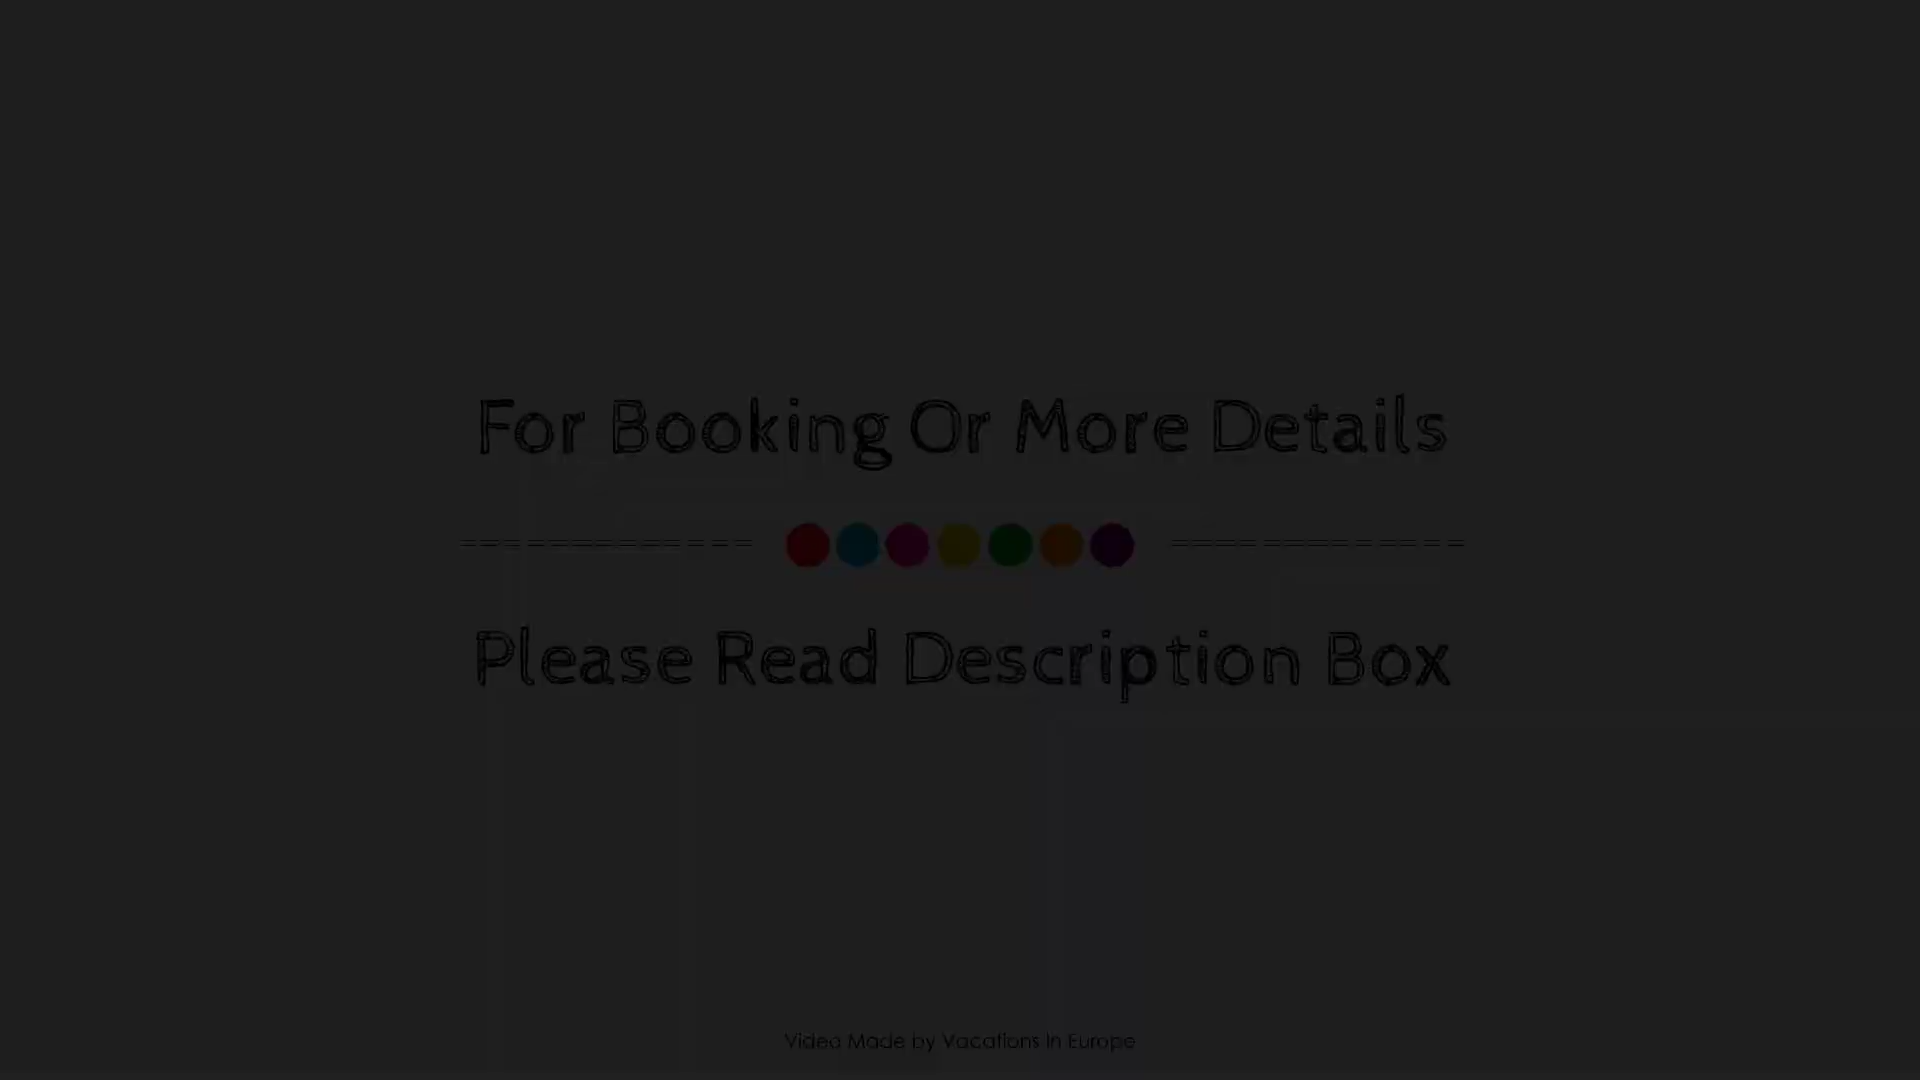 For Booking Or More Details
Please Read Description Box
Video Made by Vacations in Europe